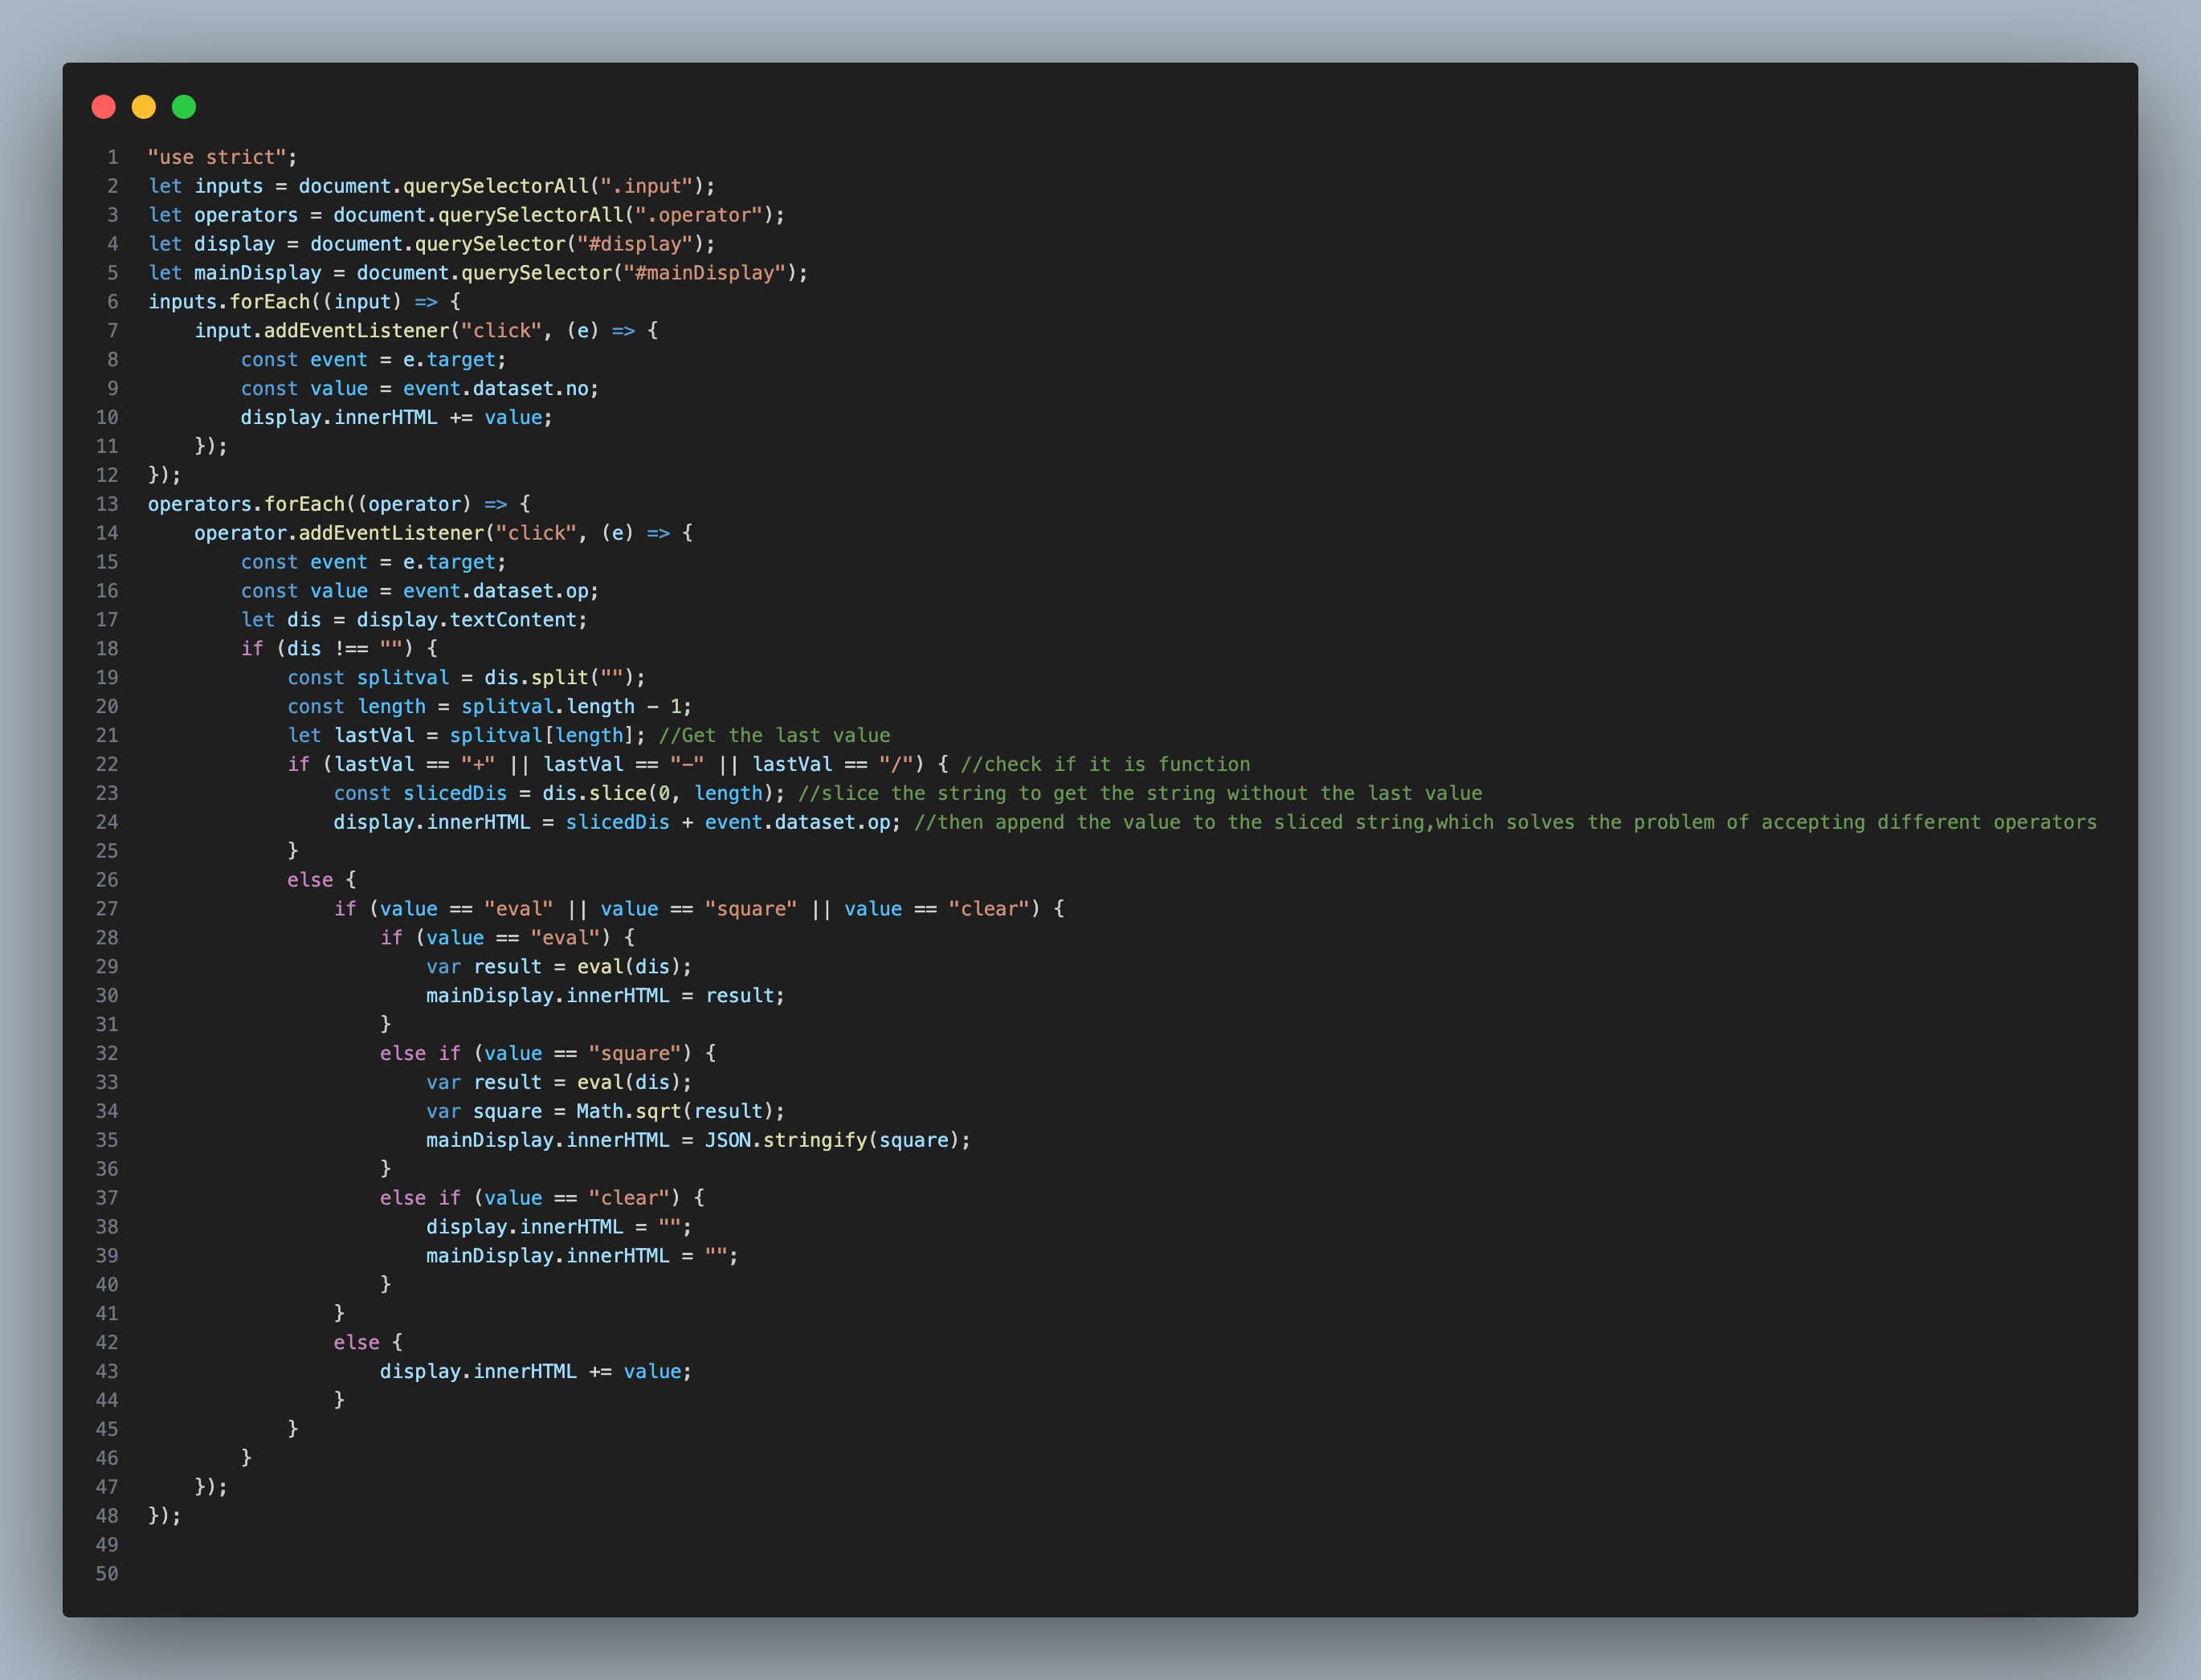 1 "use strict";
2 let inputs = document.querySelectorAll(".input");
3 let operators = document.querySelectorAll(".operator");
4 let display = document.querySelector("#display");
5 let mainDisplay = document.querySelector("#mainDisplay");
6 inputs.forEach((input) => {
7     input.addEventListener("click", (e) => {
8         const event = e.target;
9         const value = event.dataset.no;
10         display.innerHTML += value;
11     });
12 });
13 operators.forEach((operator) => {
14     operator.addEventListener("click", (e) => {
15         const event = e.target;
16         const value = event.dataset.op;
17         let dis = display.textContent;
18         if (dis !== "") {
19             const splitval = dis.split("");
20             const length = splitval.length - 1;
21             let lastVal = splitval[length]; //Get the last value
22             if (lastVal == "+" || lastVal == "-" || lastVal == "/") { //check if it is function
23                 const slicedDis = dis.slice(0, length); //slice the string to get the string without the last value
24                 display.innerHTML = slicedDis + event.dataset.op; //then append the value to the sliced string,which solves the problem of accepting different operators
25             }
26             else {
27                 if (value == "eval" || value == "square" || value == "clear") {
28                     if (value == "eval") {
29                         var result = eval(dis);
30                         mainDisplay.innerHTML = result;
31                     }
32                     else if (value == "square") {
33                         var result = eval(dis);
34                         var square = Math.sqrt(result);
35                         mainDisplay.innerHTML = JSON.stringify(square);
36                     }
37                     else if (value == "clear") {
38                         display.innerHTML = "";
39                         mainDisplay.innerHTML = "";
40                     }
41                 }
42                 else {
43                     display.innerHTML += value;
44                 }
45             }
46         }
47     });
48 });
49
50